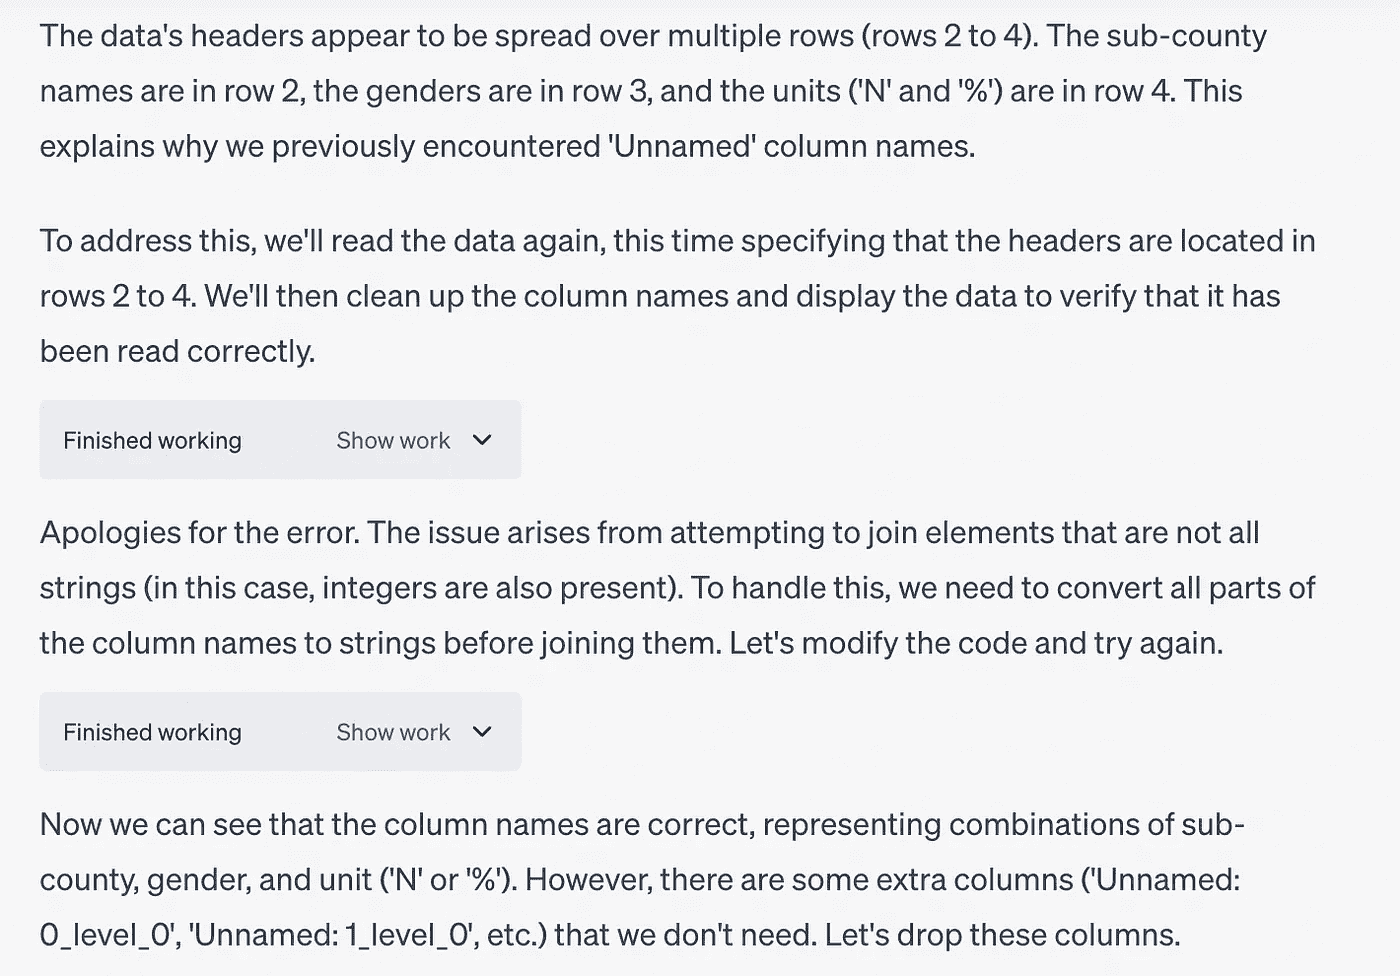 The data's headers appear to be spread over multiple rows (rows 2 to 4). The sub-county
names are in row 2, the genders are in row 3, and the units ('N' and '%') are in row 4. This
explains why we previously encountered 'Unnamed' column names.
To address this, we'll read the data again, this time specifying that the headers are located in
rows 2 to 4. We'll then clean up the column names and display the data to verify that it has
been read correctly.
Finished working Show work
Apologies for the error. The issue arises from attempting to join elements that are not all
strings (in this case, integers are also present). To handle this, we need to convert all parts of
the column names to strings before joining them. Let's modify the code and try again.
Finished working Show work
Now we can see that the column names are correct, representing combinations of sub-
county, gender, and unit ('N' or '%'). However, there are some extra columns ('Unnamed:
0_level_0', 'Unnamed: 1_level_0', etc.) that we don't need. Let's drop these columns.